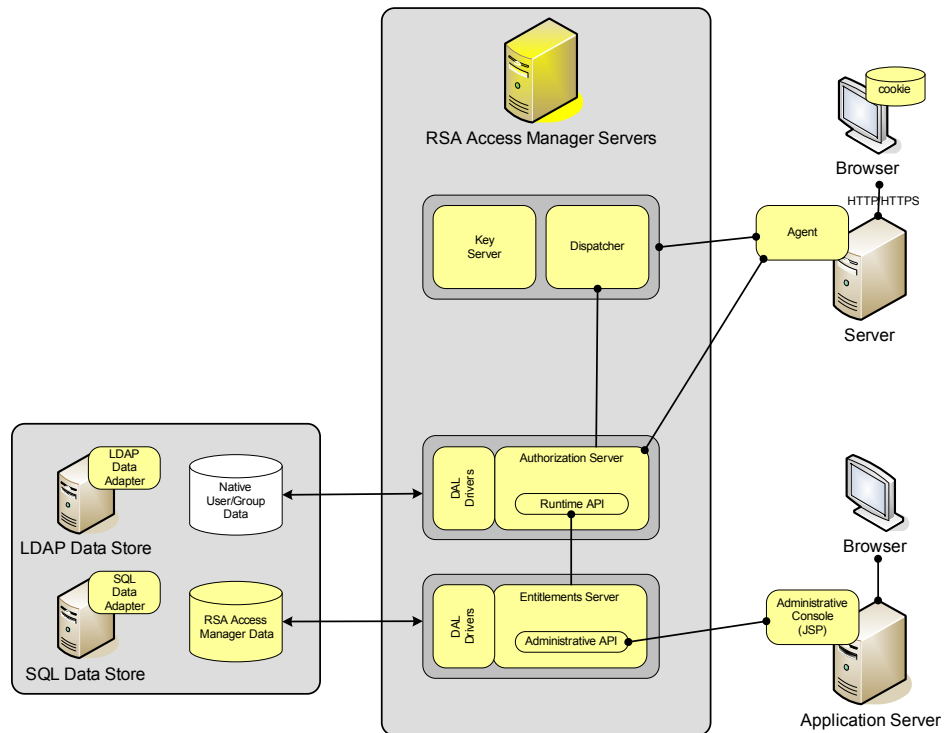 RSA Access Manager Servers
cookie
Browser
HTTP/HTTPS
Key
Server
Dispatcher
Agent
Server
LDAP
Data
Adapter
LDAP Data Store
Native
User/Group
Data
DAL
Drivers
Authorization Server
Runtime API
Browser
SQL
Data
Adapter
SQL Data Store
RSA Access
Manager Data
DAL
Drivers
Entitlements Server
Administrative API
Administrative
Console
(JSP)
Application Server